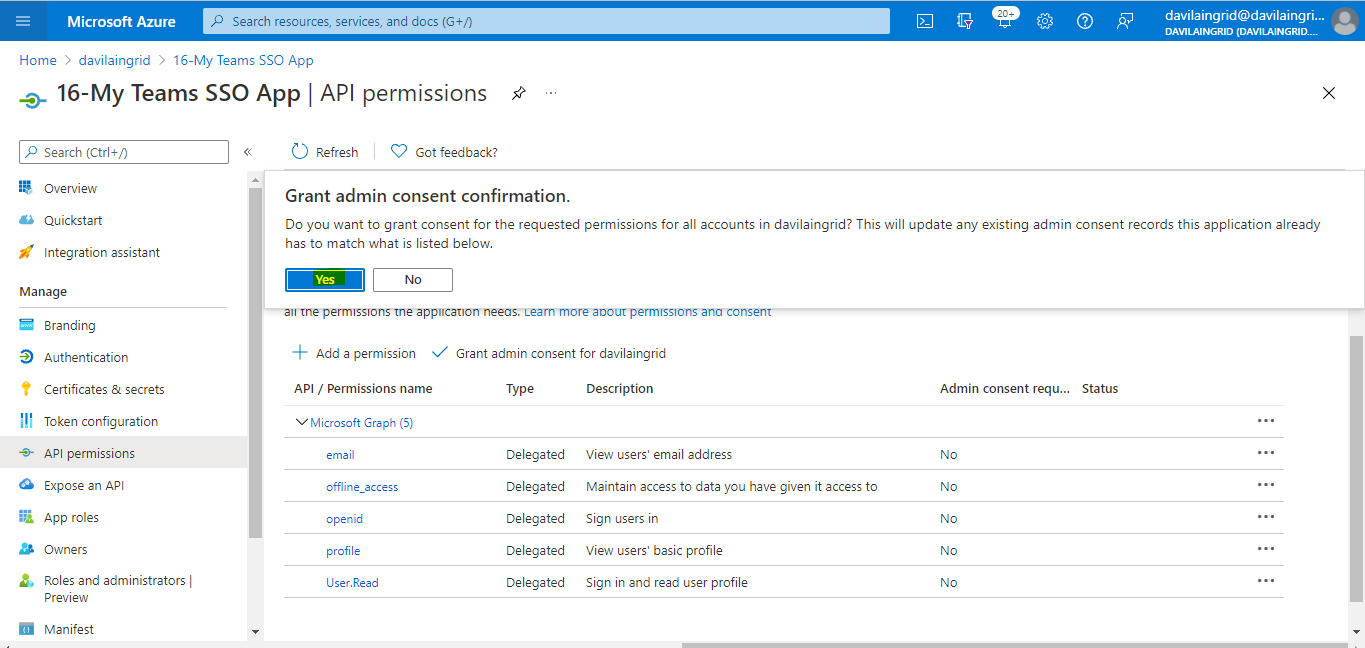 Microsoft Azure
Search resources, services, and docs (G+/)
20+
davilaingrid@davilaingri...
DAVILAINGRID (DAVILAINGRID....
Home > davilaingrid > 16-My Teams SSO App
16-My Teams SSO App | API permissions
Search (Ctrl+/)
Refresh
Got feedback?
Overview
Quickstart
Integration assistant
Manage
Branding
Authentication
Certificates & secrets
Token configuration
API permissions
Expose an API
App roles
Owners
Roles and administrators |
Preview
Manifest
Grant admin consent confirmation.
Do you want to grant consent for the requested permissions for all accounts in davilaingrid? This will update any existing admin consent records this application already
has to match what is listed below.
Yes No
all the permissions the application needs. Learn more about permissions and consent
Add a permission Grant admin consent for davilaingrid
API / Permissions name Type Description Admin consent requ... Status
Microsoft Graph (5)
email Delegated View users' email address No
offline_access Delegated Maintain access to data you have given it access to No
openid Delegated Sign users in No
profile Delegated View users' basic profile No
User.Read Delegated Sign in and read user profile No